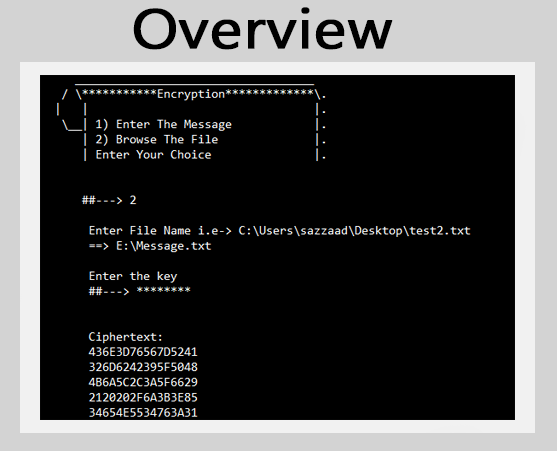 Overview
/ \***********Encryption*************\.
| | |.
\__| 1) Enter The Message |.
| 2) Browse The File |.
| Enter Your Choice |.
##---> 2
Enter File Name i.e-> C:\Users\sazzaad\Desktop\test2.txt
==> E:\Message.txt
Enter the key
##---> ********
Ciphertext:
436E3D76567D5241
326D6242395F5048
4B6A5C2C3A5F6629
2120202F6A3B3E85
34654E5534763A31